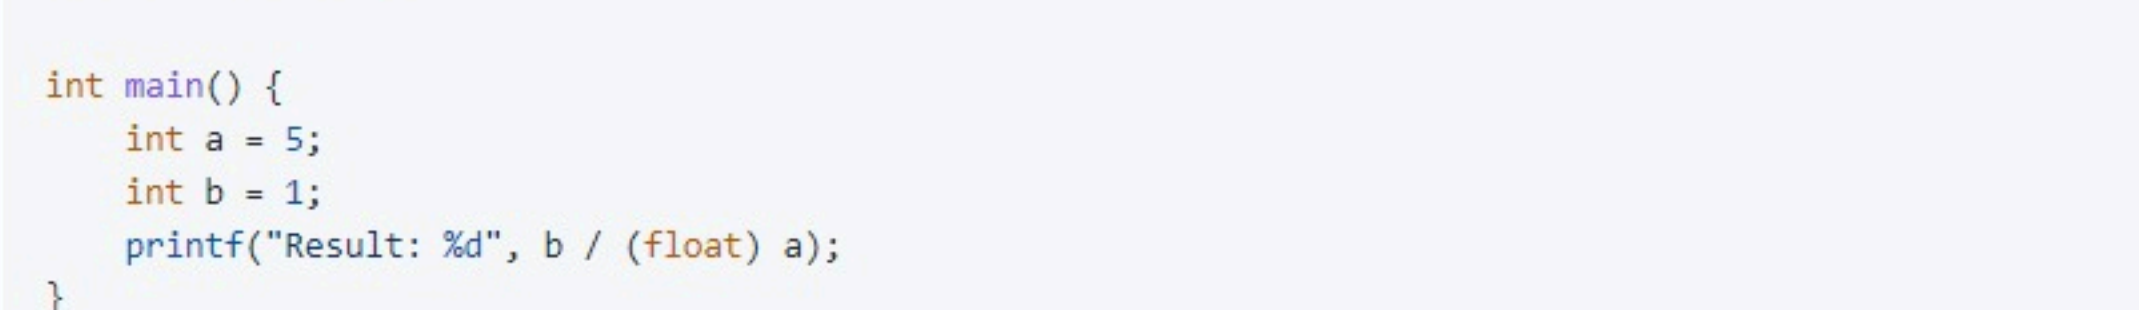 int main() {
    int a = 5;
    int b = 1;
    printf("Result: %d", b / (float) a);
}